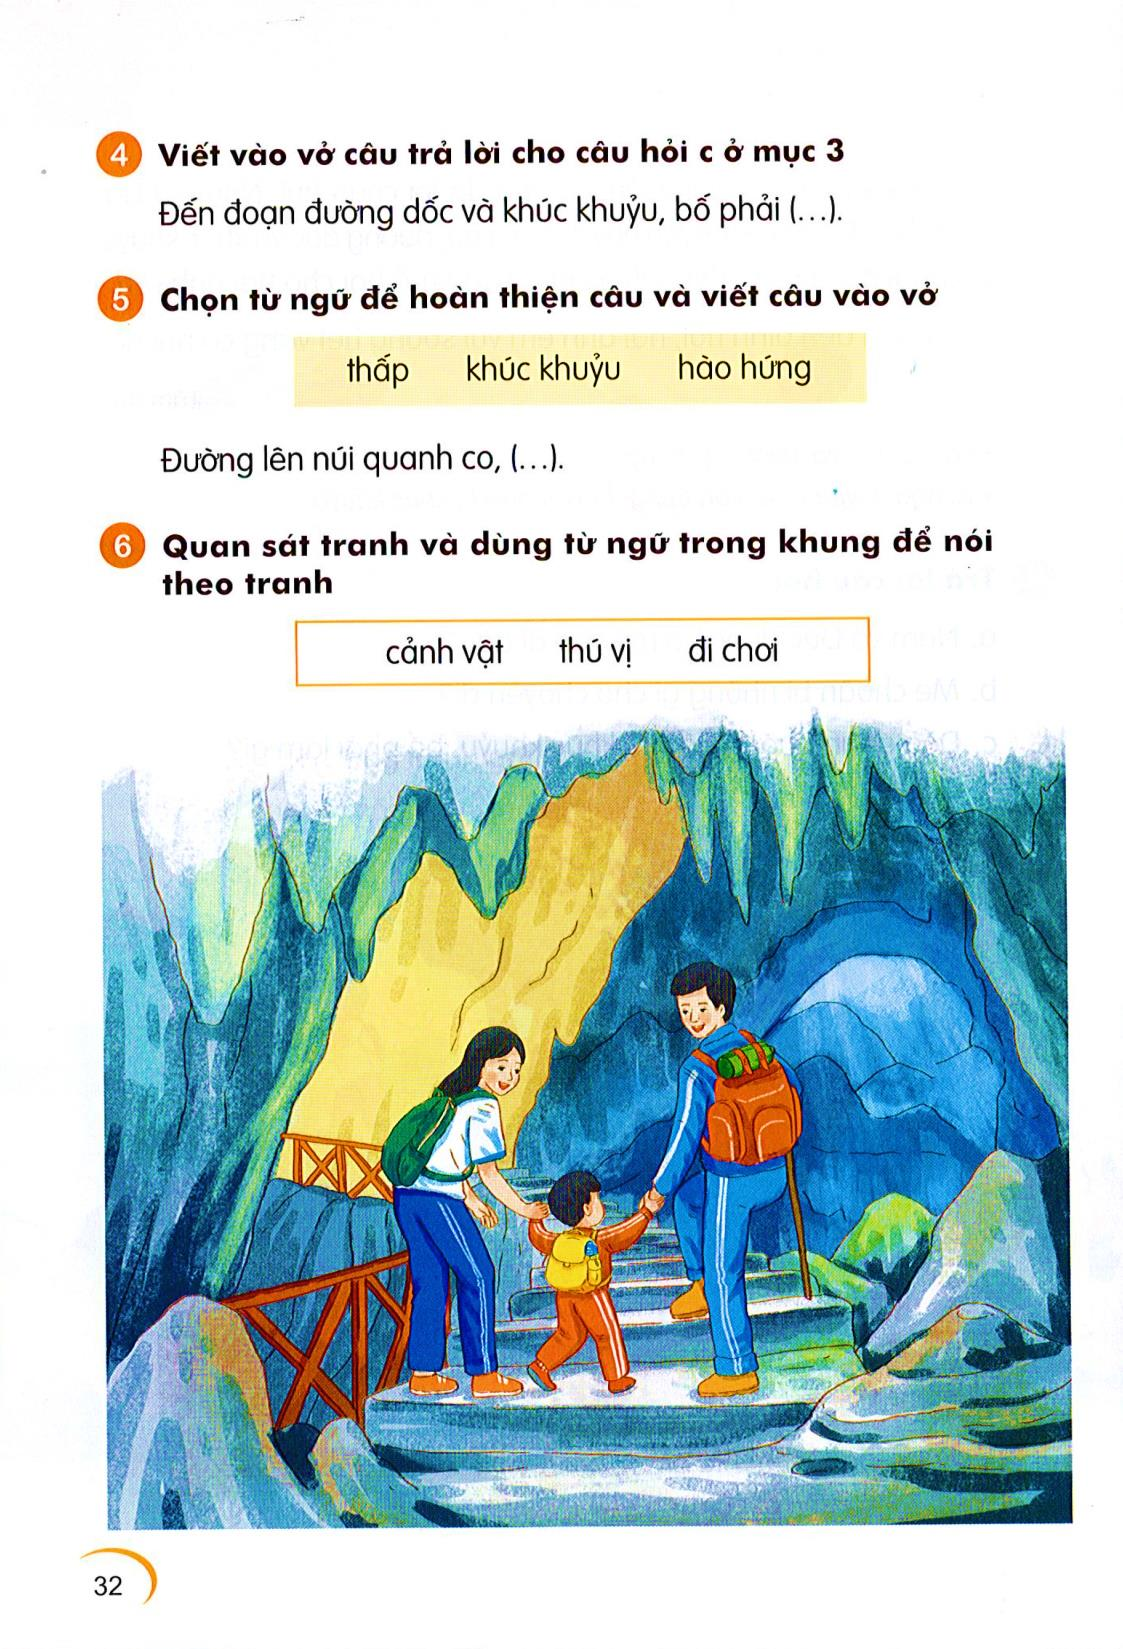 4 Viết vào vở câu trả lời cho câu hỏi c ở mục 3
Đến đoạn đường dốc và khúc khuỷu, bố phải (...).
5 Chọn từ ngữ để hoàn thiện câu và viết câu vào vở
thấp khúc khuỷu hào hứng
Đường lên núi quanh co, (...).
6 Quan sát tranh và dùng từ ngữ trong khung để nói
theo tranh
cảnh vật thú vị đi chơi
32